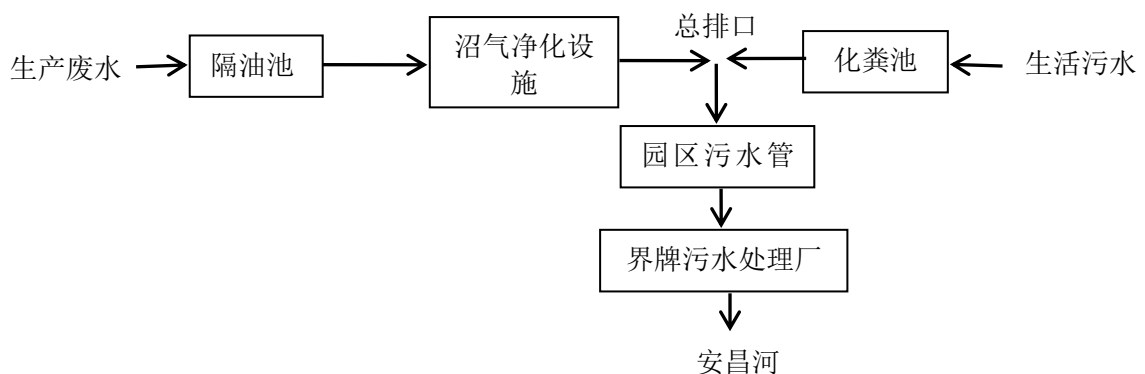 总排口
生产废水
隔油池
沼气净化设
施
化粪池
生活污水
园区污水管
界牌污水处理厂
安昌河